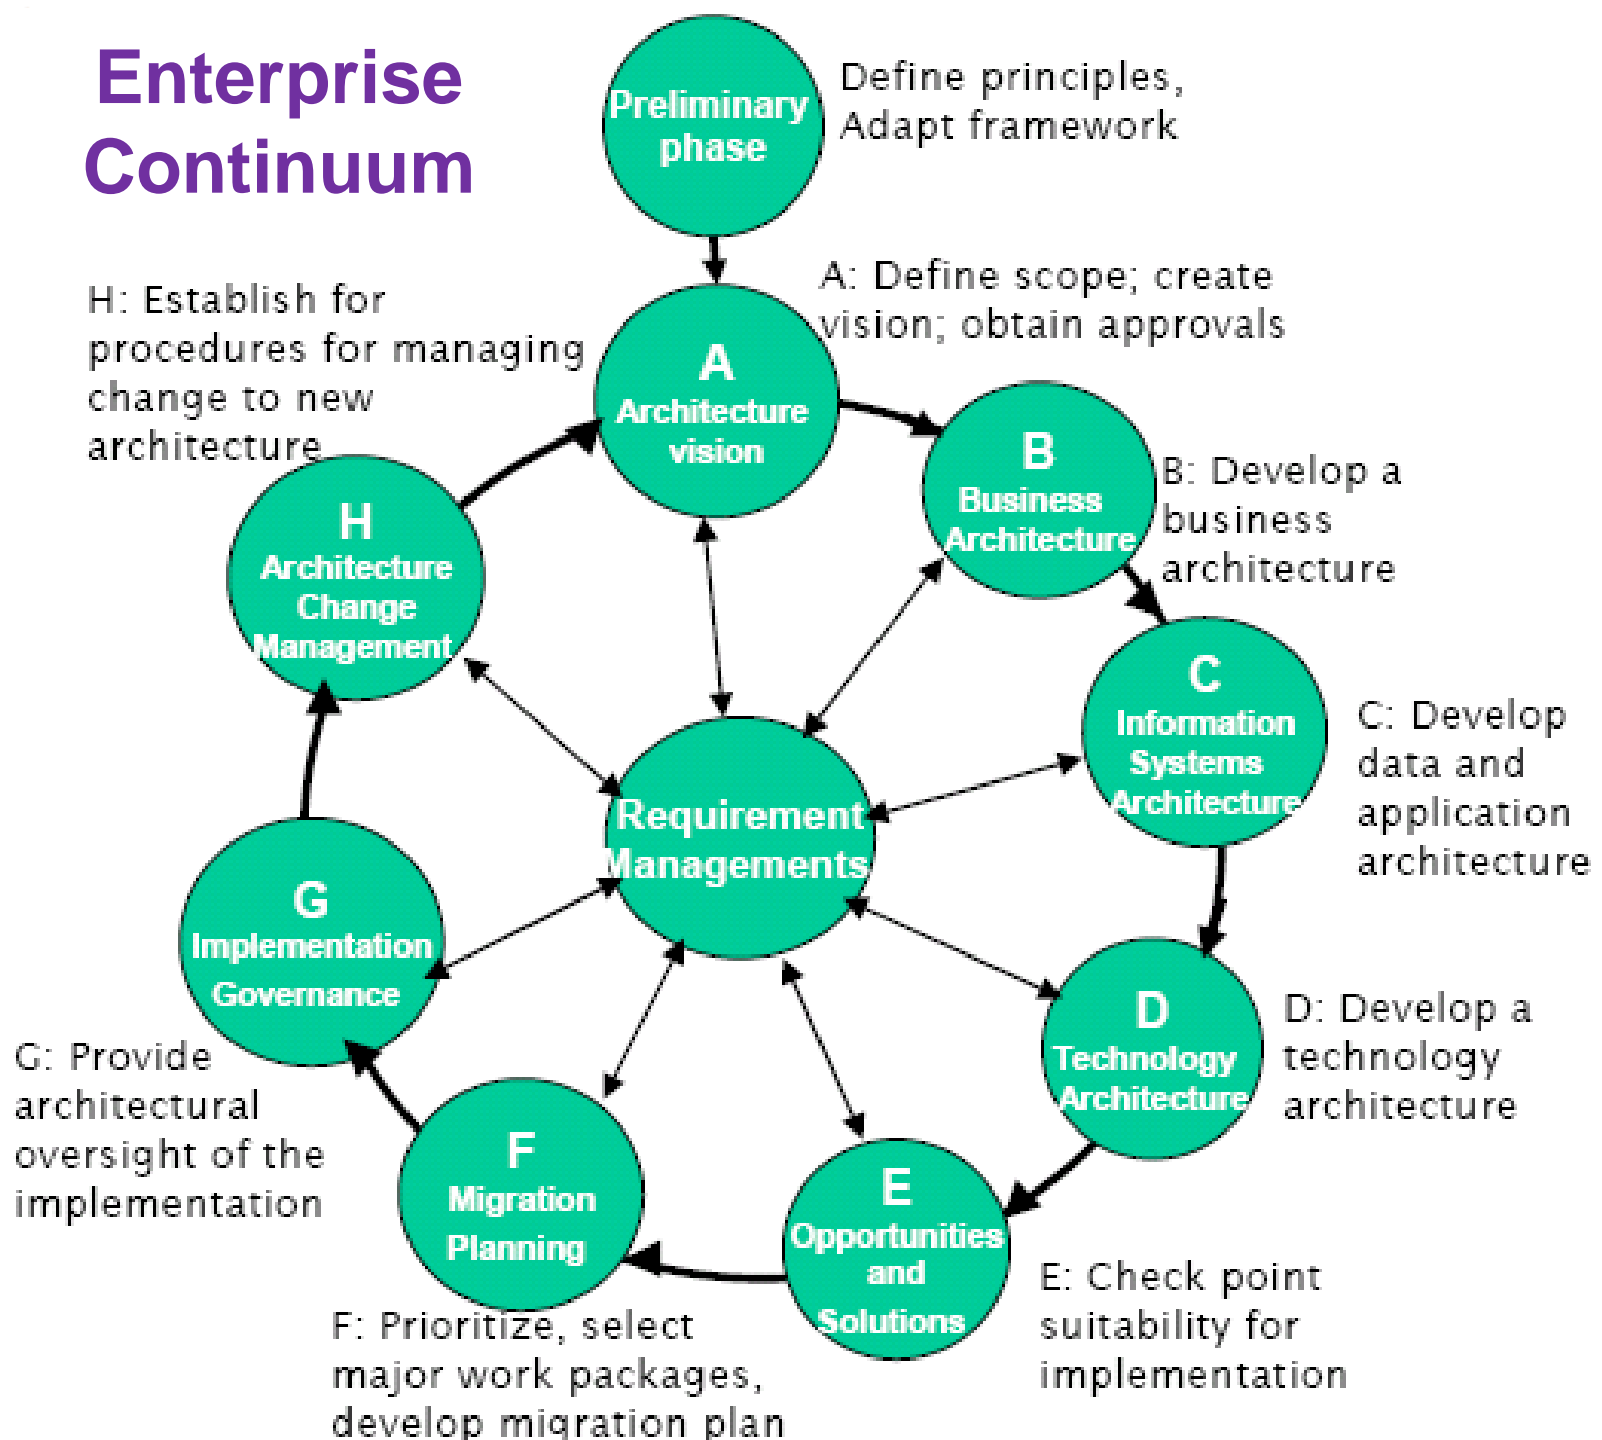 Enterprise
Continuum
Preliminary
phase
Define principles,
Adapt framework
A: Define scope; create
vision; obtain approvals
H: Establish for
procedures for managing
change to new
architecture
A
Architecture
vision
B
Business
Architecture
B: Develop a
business
architecture
H
Architecture
Change
Management
C
Information
Systems
Architecture
C: Develop
data and
application
architecture
Requirement
Managements
G
Implementation
Governance
G: Provide
architectural
oversight of the
implementation
D
Technology
Architecture
D: Develop a
technology
architecture
F
Migration
Planning
E
Opportunities
and
Solutions
E: Check point
suitability for
implementation
F: Prioritize, select
major work packages,
develop migration plan